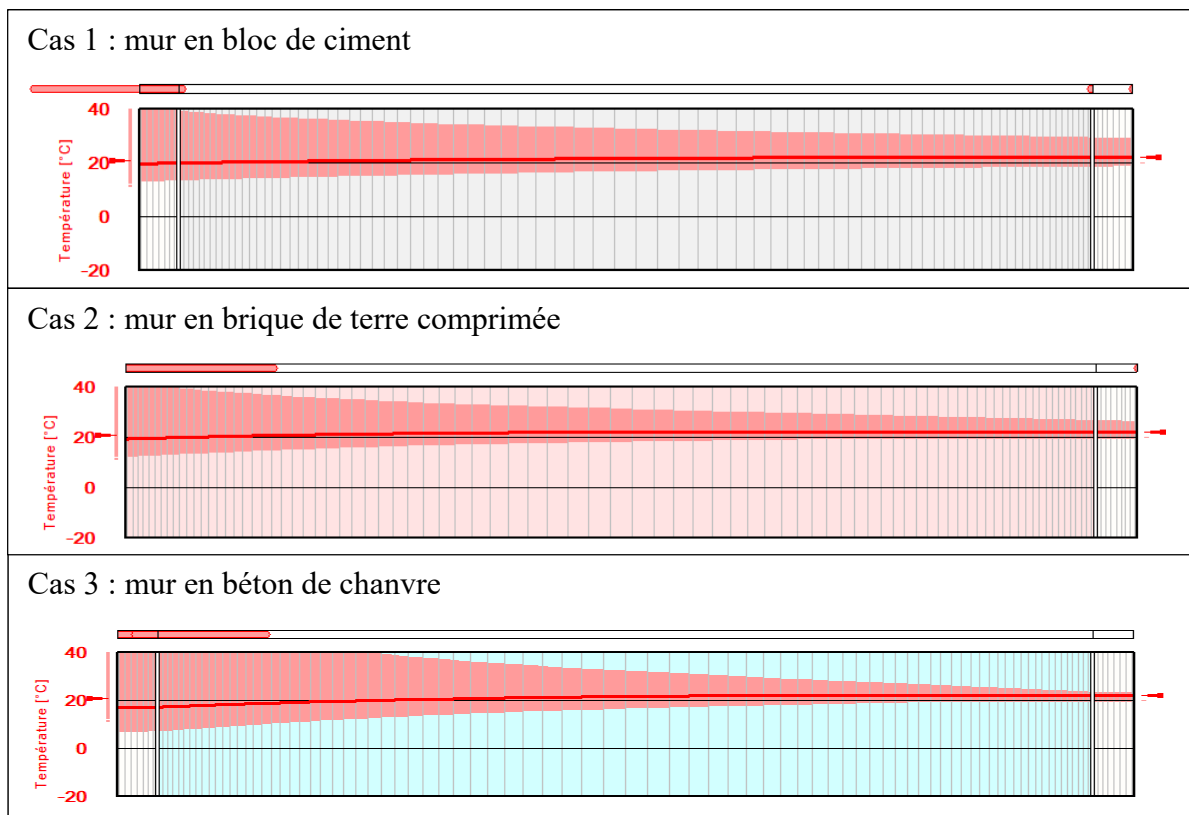 Cas 1 : mur en bloc de ciment
40
20
0
-20
Température [°C]
Cas 2 : mur en brique de terre comprimée
40
20
0
-20
Température [°C]
Cas 3 : mur en béton de chanvre
40
20
0
-20
Température [°C]